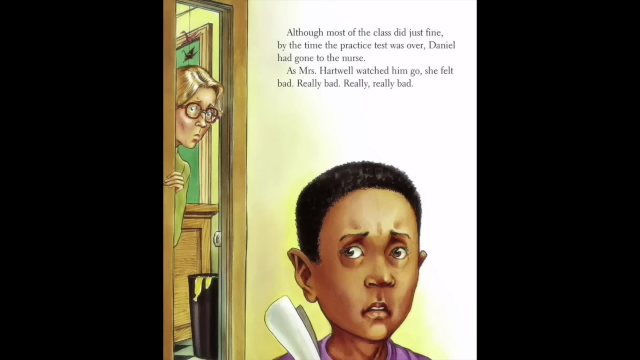 Although most of the class did just fine,
by the time the practice test was over, Daniel
had gone to the nurse.
As Mrs. Hartwell watched him go, she felt
bad. Really bad. Really, really bad.